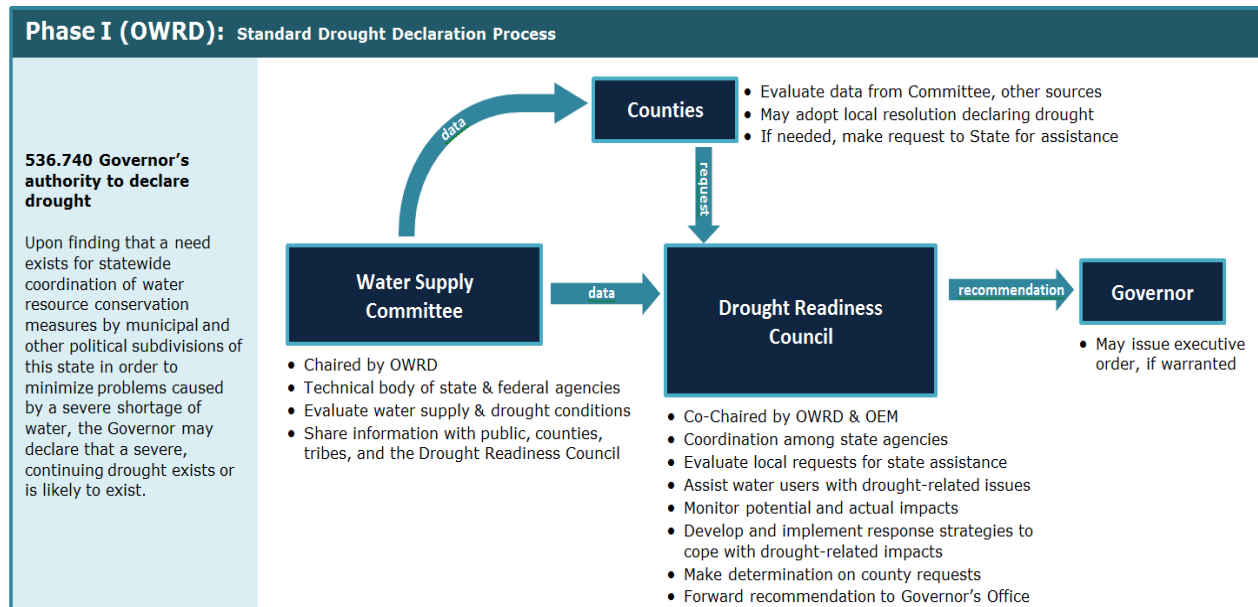 Phase I (OWRD): Standard Drought Declaration Process
536.740 Governor's
authority to declare
drought
Upon finding that a need
exists for statewide
coordination of water
resource conservation
measures by municipal and
other political subdivisions of
this state in order to
minimize problems caused
by a severe shortage of
water, the Governor may
declare that a severe,
continuing drought exists or
is likely to exist.
data
Counties
• Evaluate data from Committee, other sources
• May adopt local resolution declaring drought
• If needed, make request to State for assistance
request
Water Supply
Committee
• Chaired by OWRD
• Technical body of state & federal agencies
• Evaluate water supply & drought conditions
• Share information with public, counties,
tribes, and the Drought Readiness Council
data
Drought Readiness
Council
• Co-Chaired by OWRD & OEM
• Coordination among state agencies
• Evaluate local requests for state assistance
• Assist water users with drought-related issues
• Monitor potential and actual impacts
• Develop and implement response strategies to
cope with drought-related impacts
• Make determination on county requests
• Forward recommendation to Governor's Office
recommendation
Governor
• May issue executive
order, if warranted